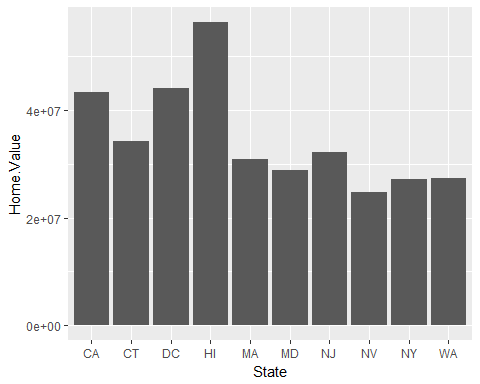 Home.Value
4e+07
2e+07
0e+00
CA CT DC HI MA MD NJ NV NY WA
State